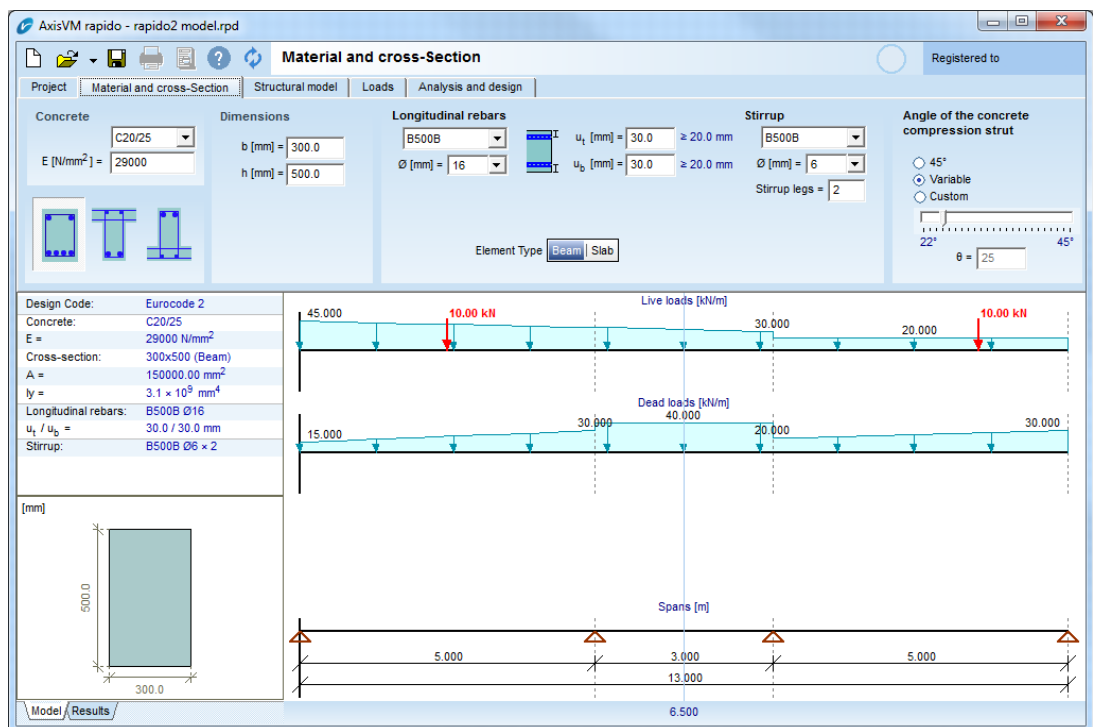 AxisVM rapido - rapido2 model.rpd
Material and cross-Section
Registered to
Project Material and cross-Section Structural model Loads Analysis and design
Concrete
C20/25
E [N/mm²] = 29000
Dimensions
b [mm] = 300.0
h [mm] = 500.0
Longitudinal rebars
B500B
Ø [mm] = 16
ut [mm] = 30.0 ≥ 20.0 mm
ub [mm] = 30.0 ≥ 20.0 mm
Element Type Beam Slab
Stirrup
B500B
Ø [mm] = 6
Stirrup legs = 2
Angle of the concrete
compression strut
45°
Variable
Custom
22° 45°
θ = 25
Design Code: Eurocode 2
Concrete: C20/25
E = 29000 N/mm²
Cross-section: 300x500 (Beam)
A = 150000.00 mm²
Iy = 3.1 × 10⁹ mm⁴
Longitudinal rebars: B500B Ø16
ut / ub = 30.0 / 30.0 mm
Stirrup: B500B Ø6 × 2
[mm]
500.0
300.0
Live loads [kN/m]
45.000 10.00 kN 30.000 20.000 10.00 kN
Dead loads [kN/m]
15.000 30.000 40.000 20.000 30.000
Spans [m]
5.000 3.000 5.000
13.000
Model Results
6.500